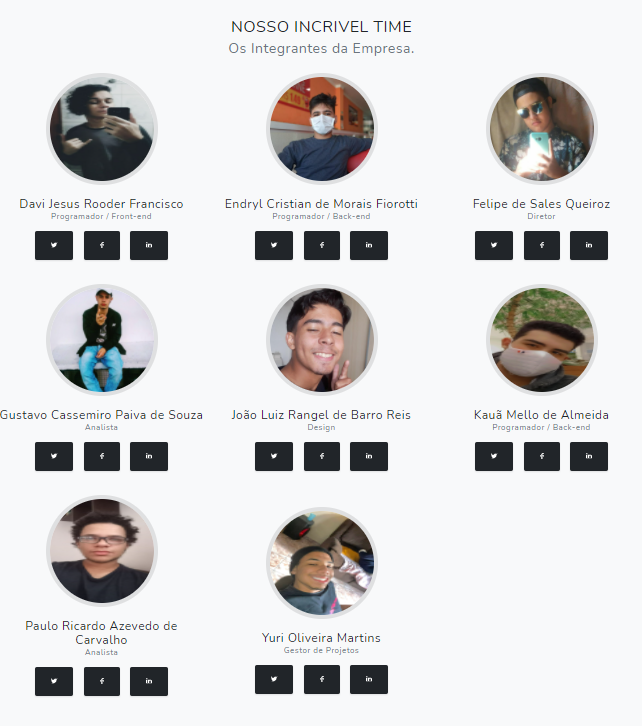 NOSSO INCRIVEL TIME
Os Integrantes da Empresa.
Davi Jesus Rooder Francisco
Programador / Front-end
Endryl Cristian de Morais Fiorotti
Programador / Back-end
Felipe de Sales Queiroz
Diretor
Gustavo Cassemiro Paiva de Souza
Analista
João Luiz Rangel de Barro Reis
Design
Kauã Mello de Almeida
Programador / Back-end
Paulo Ricardo Azevedo de
Carvalho
Analista
Yuri Oliveira Martins
Gestor de Projetos